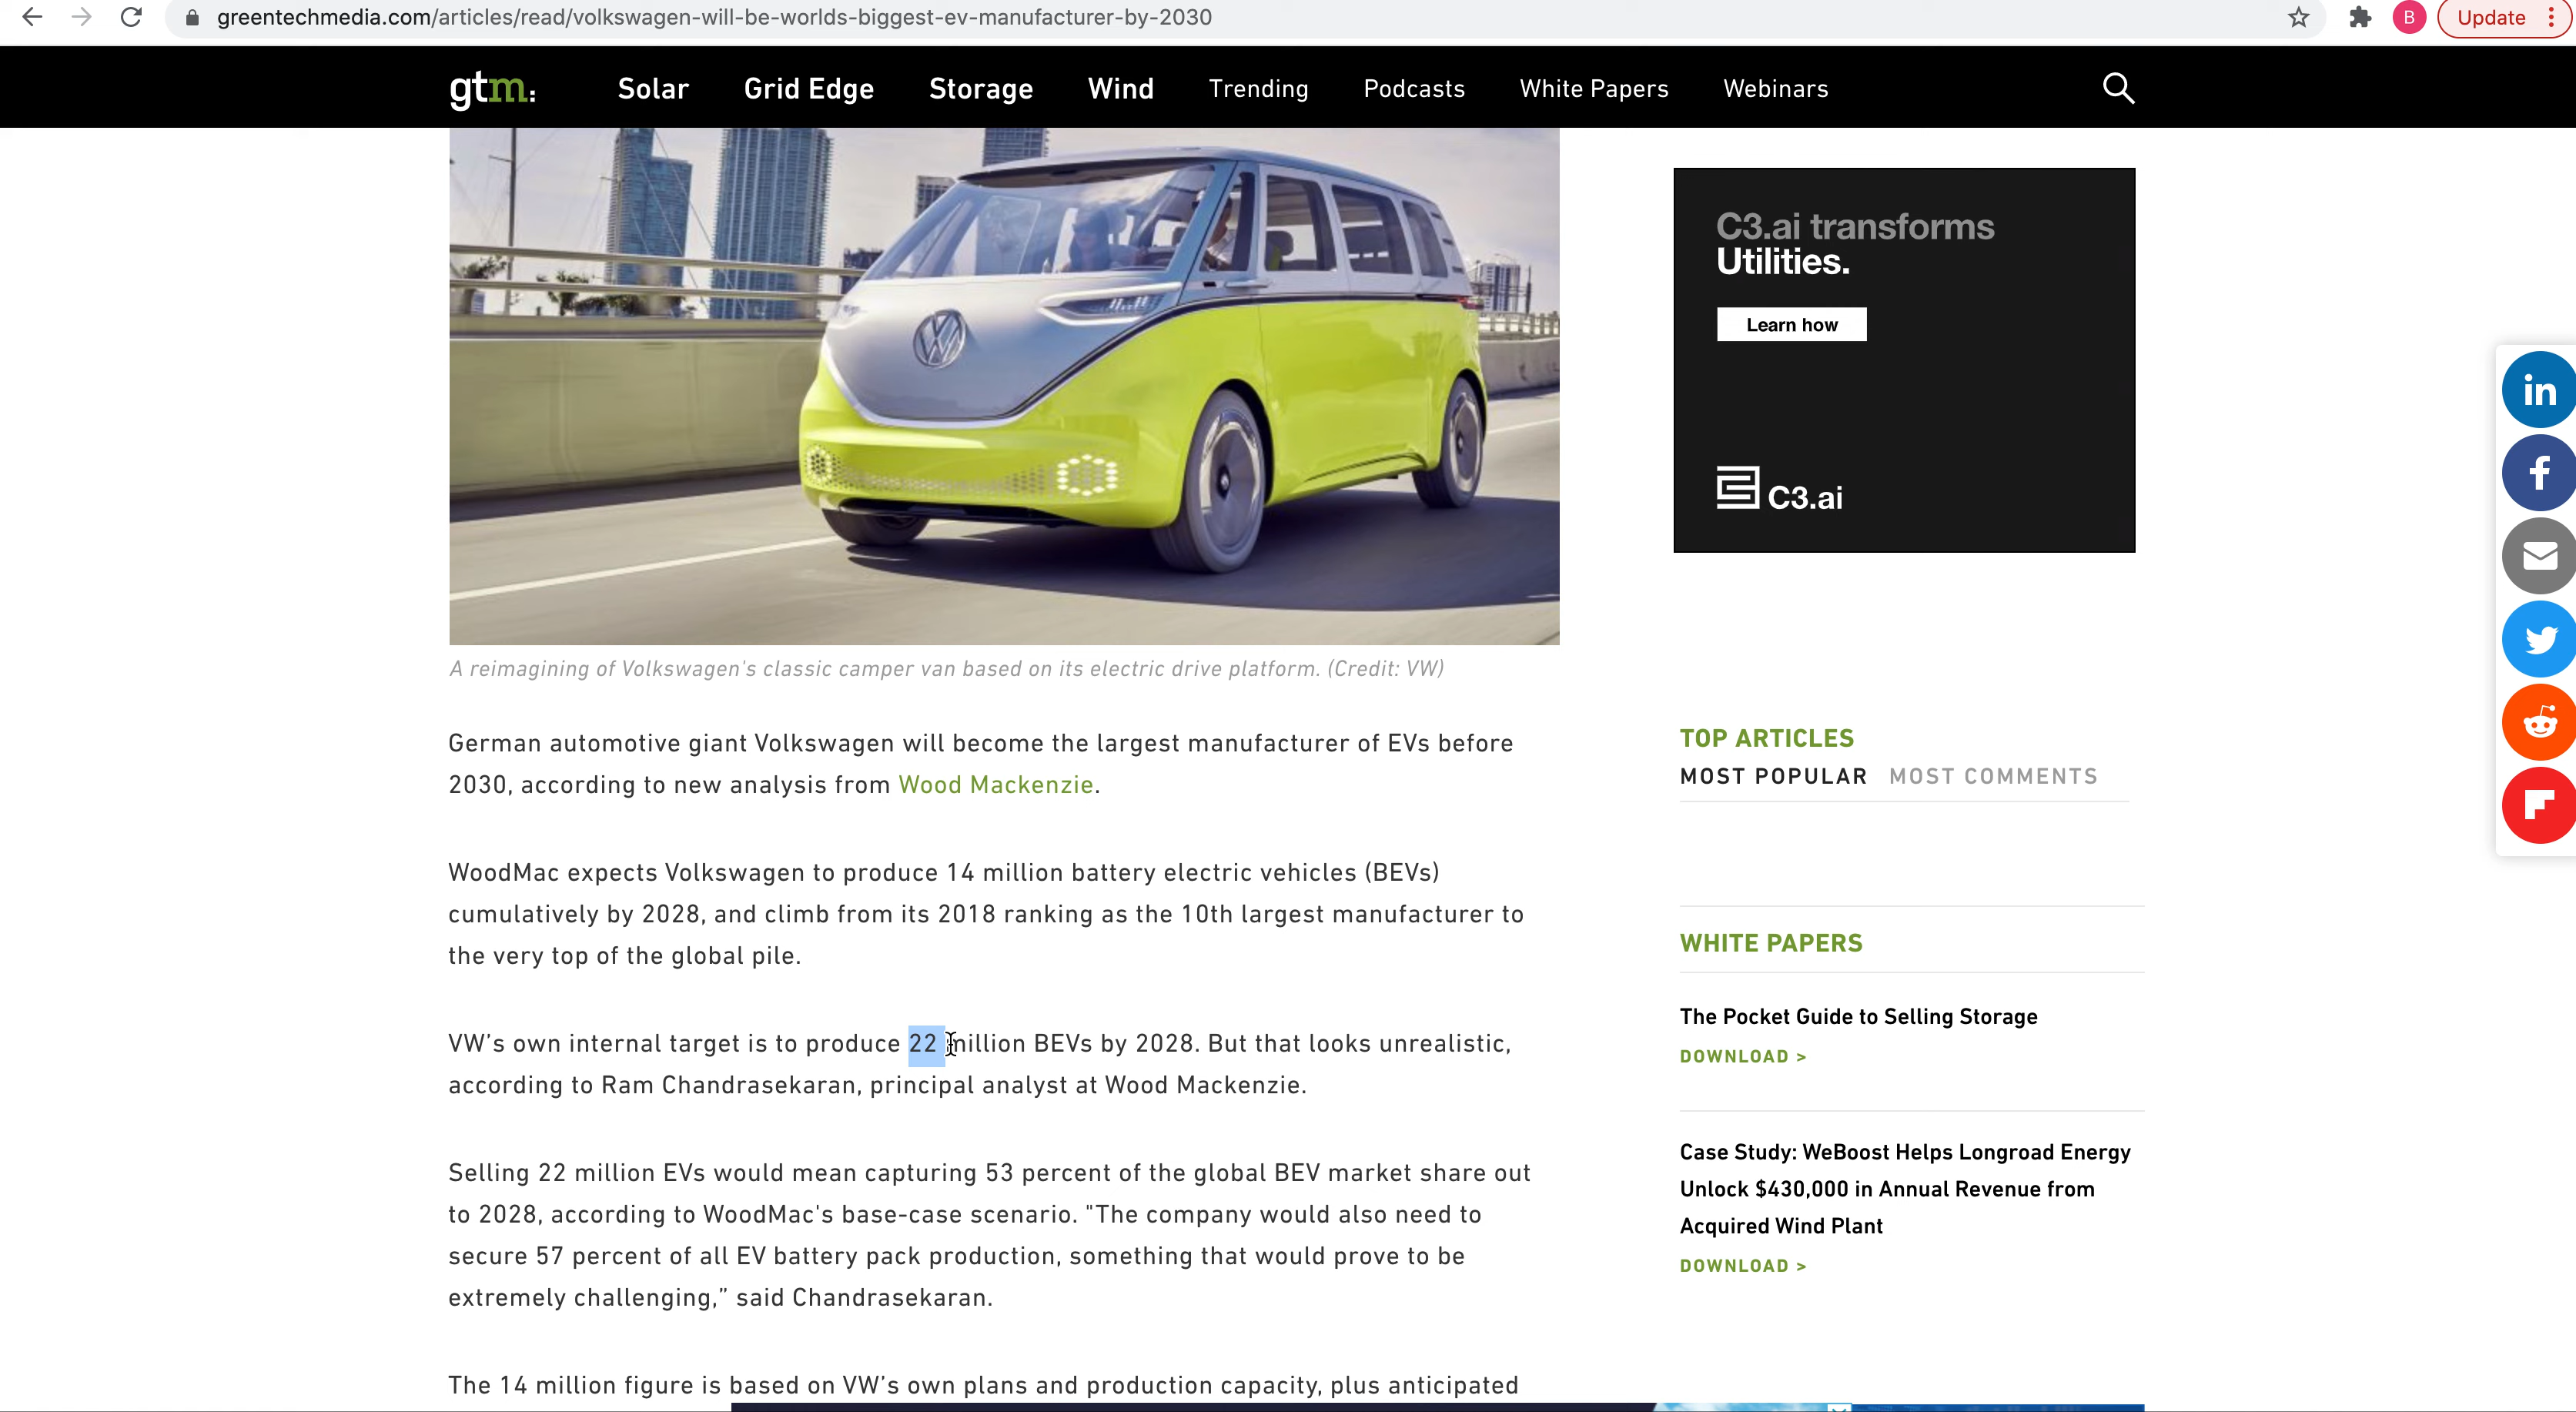 greentechmedia.com/articles/read/volkswagen-will-be-worlds-biggest-ev-manufacturer-by-2030
B
Update
gtm:
Solar
Grid Edge
Storage
Wind
Trending
Podcasts
White Papers
Webinars
C3.ai transforms
Utilities.
Learn how
C3.ai
A reimagining of Volkswagen's classic camper van based on its electric drive platform. (Credit: VW)
German automotive giant Volkswagen will become the largest manufacturer of EVs before
2030, according to new analysis from Wood Mackenzie.
WoodMac expects Volkswagen to produce 14 million battery electric vehicles (BEVs)
cumulatively by 2028, and climb from its 2018 ranking as the 10th largest manufacturer to
the very top of the global pile.
VW’s own internal target is to produce 22 million BEVs by 2028. But that looks unrealistic,
according to Ram Chandrasekaran, principal analyst at Wood Mackenzie.
Selling 22 million EVs would mean capturing 53 percent of the global BEV market share out
to 2028, according to WoodMac's base-case scenario. "The company would also need to
secure 57 percent of all EV battery pack production, something that would prove to be
extremely challenging,” said Chandrasekaran.
The 14 million figure is based on VW’s own plans and production capacity, plus anticipated
TOP ARTICLES
MOST POPULAR MOST COMMENTS
WHITE PAPERS
The Pocket Guide to Selling Storage
DOWNLOAD >
Case Study: WeBoost Helps Longroad Energy
Unlock $430,000 in Annual Revenue from
Acquired Wind Plant
DOWNLOAD >
in
f